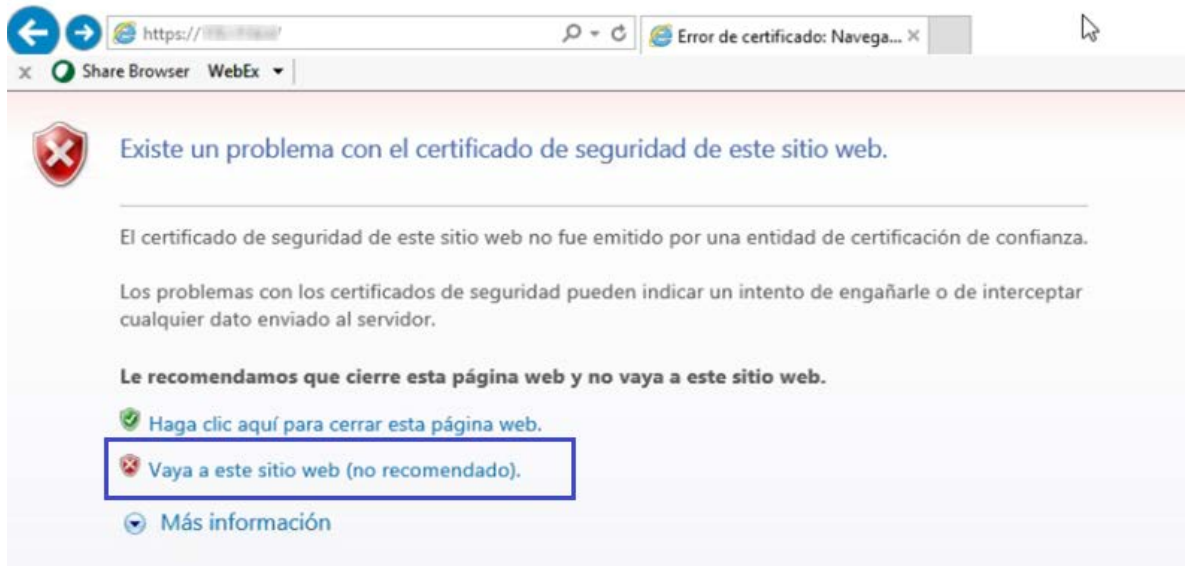 https://
Error de certificado: Navega...
x Share Browser WebEx
Existe un problema con el certificado de seguridad de este sitio web.
El certificado de seguridad de este sitio web no fue emitido por una entidad de certificación de confianza.
Los problemas con los certificados de seguridad pueden indicar un intento de engañarle o de interceptar
cualquier dato enviado al servidor.
Le recomendamos que cierre esta página web y no vaya a este sitio web.
Haga clic aquí para cerrar esta página web.
Vaya a este sitio web (no recomendado).
Más información